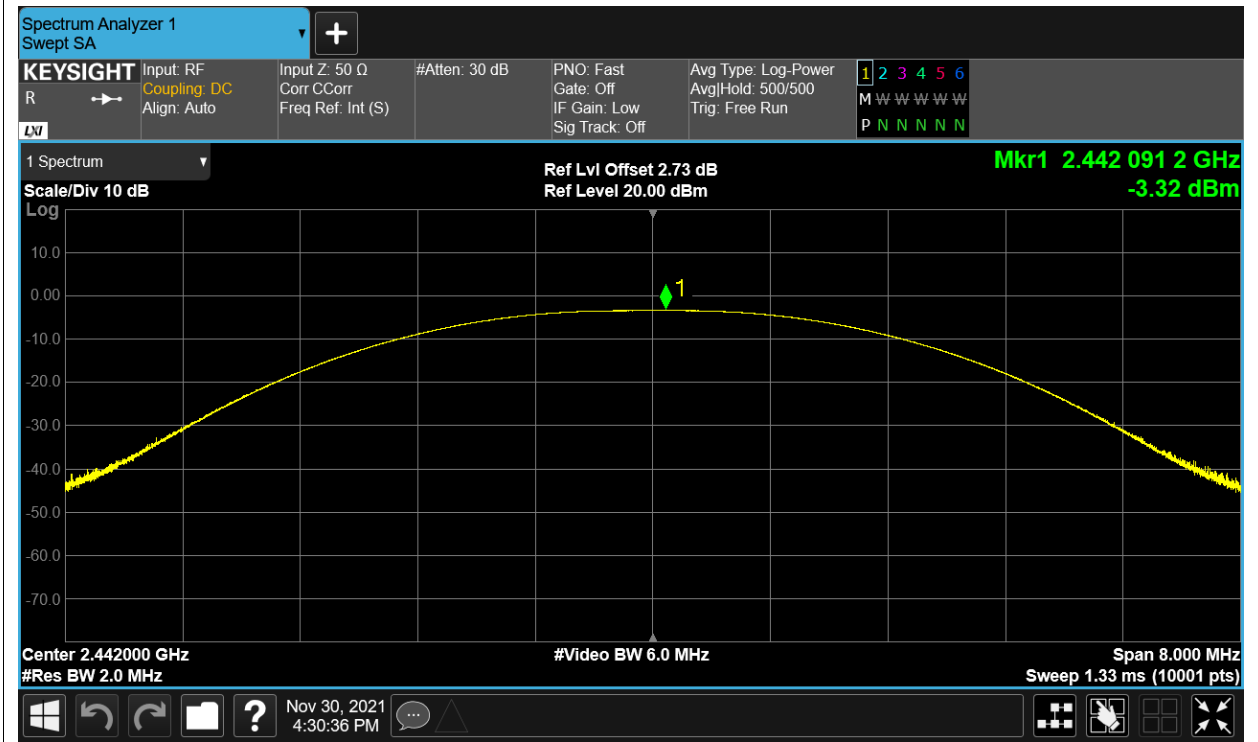 Spectrum Analyzer 1
Swept SA
KEYSIGHT
R
LXI
Input: RF
Coupling: DC
Align: Auto
Input Z: 50 Ω
Corr CCorr
Freq Ref: Int (S)
#Atten: 30 dB
PNO: Fast
Gate: Off
IF Gain: Low
Sig Track: Off
Avg Type: Log-Power
Avg|Hold: 500/500
Trig: Free Run
1 2 3 4 5 6
M W W W W W
P N N N N N
1 Spectrum
Scale/Div 10 dB
Log
Ref Lvl Offset 2.73 dB
Ref Level 20.00 dBm
Mkr1 2.442 091 2 GHz
-3.32 dBm
10.0
0.00
1
-10.0
-20.0
-30.0
-40.0
-50.0
-60.0
-70.0
Center 2.442000 GHz
#Video BW 6.0 MHz
Span 8.000 MHz
#Res BW 2.0 MHz
Sweep 1.33 ms (10001 pts)
?
Nov 30, 2021
4:30:36 PM